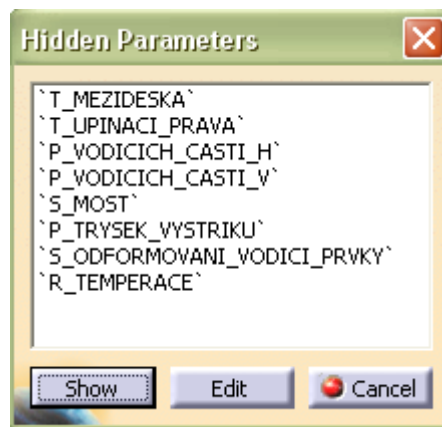 Hidden Parameters
`T_MEZIDESKA`
`T_UPINACI_PRAVA`
`P_VODICICH_CASTI_H`
`P_VODICICH_CASTI_V`
`S_MOST`
`P_TRYSEK_VYSTRIKU`
`S_ODFORMOVANI_VODICI_PRVKY`
`R_TEMPERACE`
Show Edit Cancel